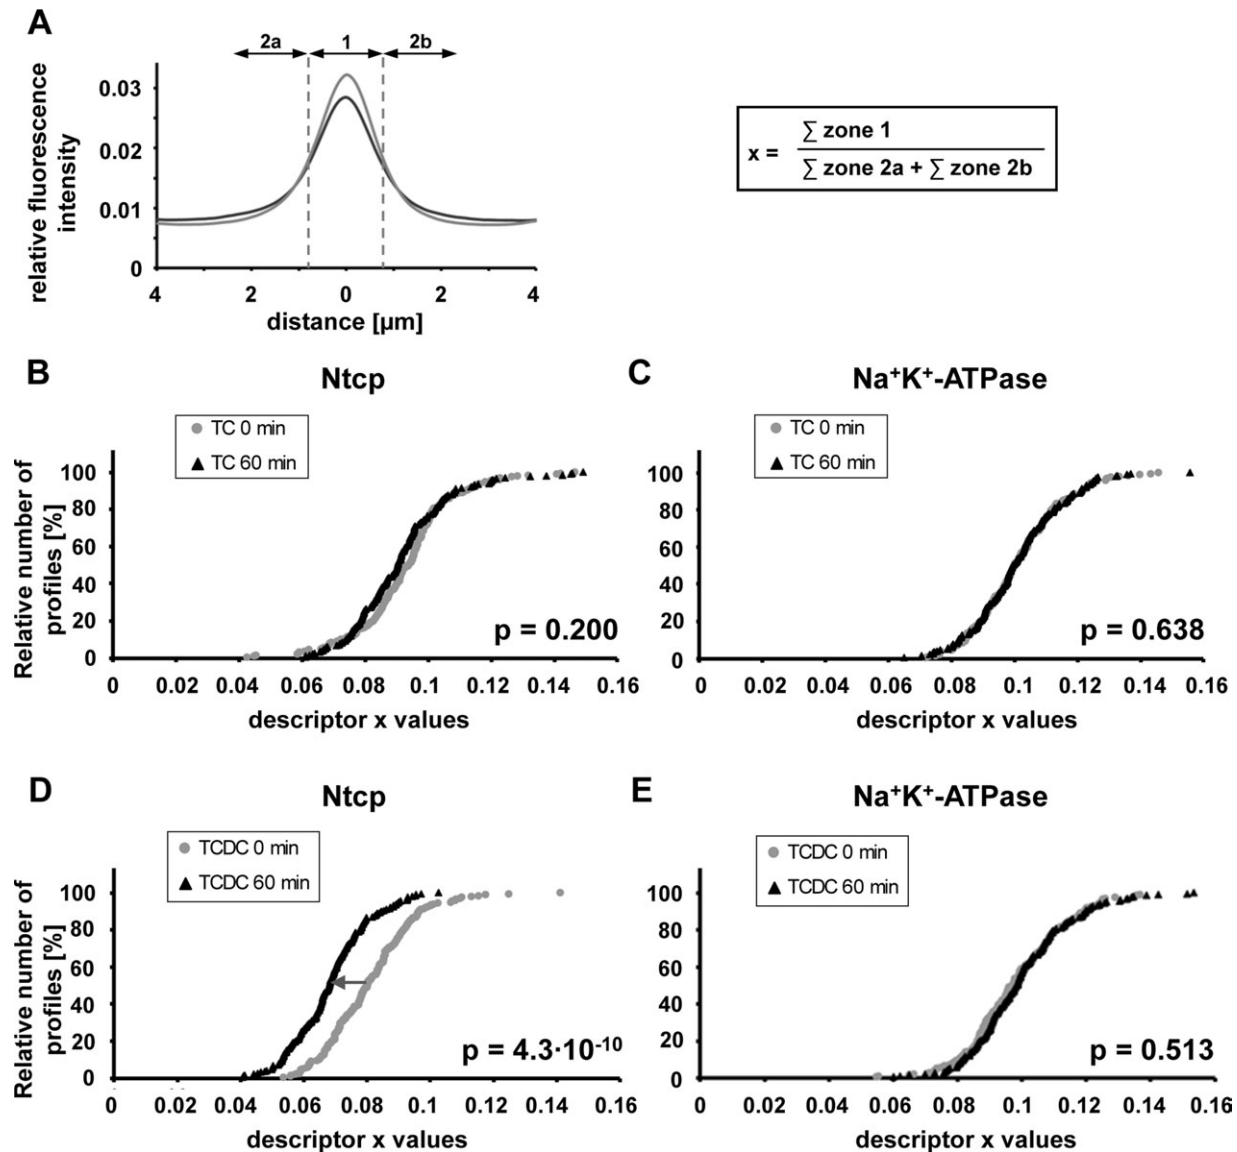 A
2a 1 2b
0.03
0.02
0.01
0
4 2 0 2 4
relative fluorescence
intensity
distance [µm]
x = ∑ zone 1
∑ zone 2a + ∑ zone 2b
B
Ntcp
TC 0 min
TC 60 min
100
80
60
40
20
0
0 0.02 0.04 0.06 0.08 0.1 0.12 0.14 0.16
Relative number of
profiles [%]
descriptor x values
p = 0.200
C
Na⁺K⁺-ATPase
TC 0 min
TC 60 min
100
80
60
40
20
0
0 0.02 0.04 0.06 0.08 0.1 0.12 0.14 0.16
descriptor x values
p = 0.638
D
Ntcp
TCDC 0 min
TCDC 60 min
100
80
60
40
20
0
0 0.02 0.04 0.06 0.08 0.1 0.12 0.14 0.16
Relative number of
profiles [%]
descriptor x values
p = 4.3·10⁻¹⁰
E
Na⁺K⁺-ATPase
TCDC 0 min
TCDC 60 min
100
80
60
40
20
0
0 0.02 0.04 0.06 0.08 0.1 0.12 0.14 0.16
descriptor x values
p = 0.513